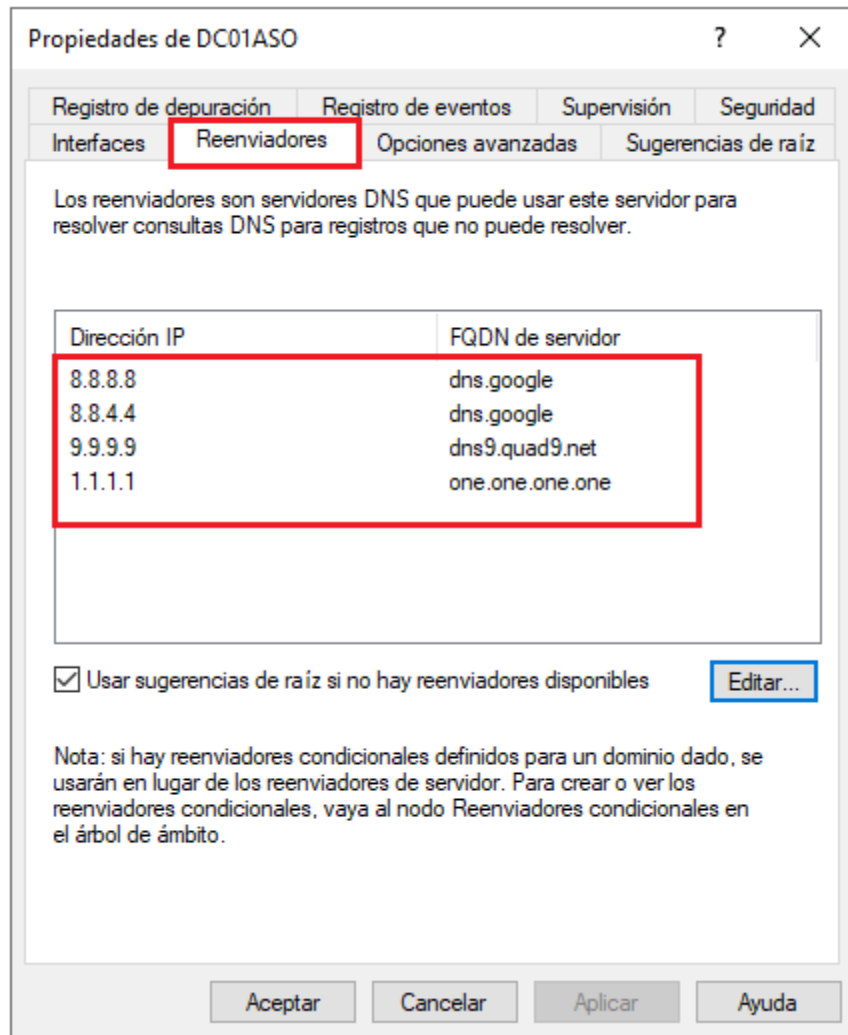 Propiedades de DC01ASO ? ×
Registro de depuración Registro de eventos Supervisión Seguridad
Interfaces Reenviadores Opciones avanzadas Sugerencias de raíz
Los reenviadores son servidores DNS que puede usar este servidor para
resolver consultas DNS para registros que no puede resolver.
Dirección IP FQDN de servidor
8.8.8.8 dns.google
8.8.4.4 dns.google
9.9.9.9 dns9.quad9.net
1.1.1.1 one.one.one.one
Usar sugerencias de raíz si no hay reenviadores disponibles Editar...
Nota: si hay reenviadores condicionales definidos para un dominio dado, se
usarán en lugar de los reenviadores de servidor. Para crear o ver los
reenviadores condicionales, vaya al nodo Reenviadores condicionales en
el árbol de ámbito.
Aceptar Cancelar Aplicar Ayuda